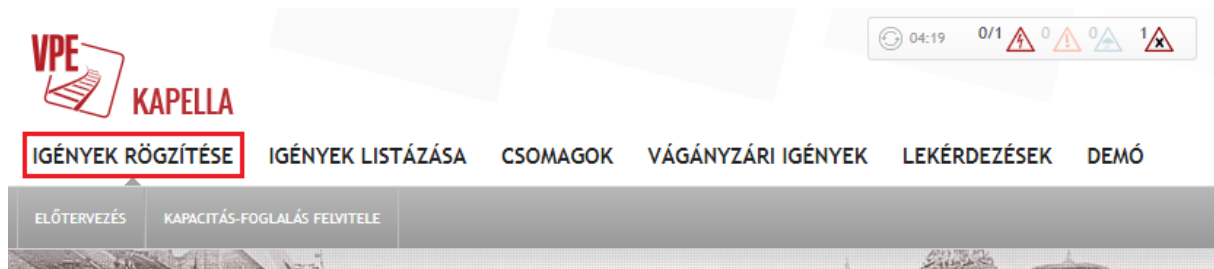 VPE
KAPELLA
04:19 0/1 0 0 1
IGÉNYEK RÖGZÍTÉSE IGÉNYEK LISTÁZÁSA CSOMAGOK VÁGÁNYZÁRI IGÉNYEK LEKÉRDEZÉSEK DEMÓ
ELŐTERVEZÉS KAPACITÁS-FOGLALÁS FELVITELE